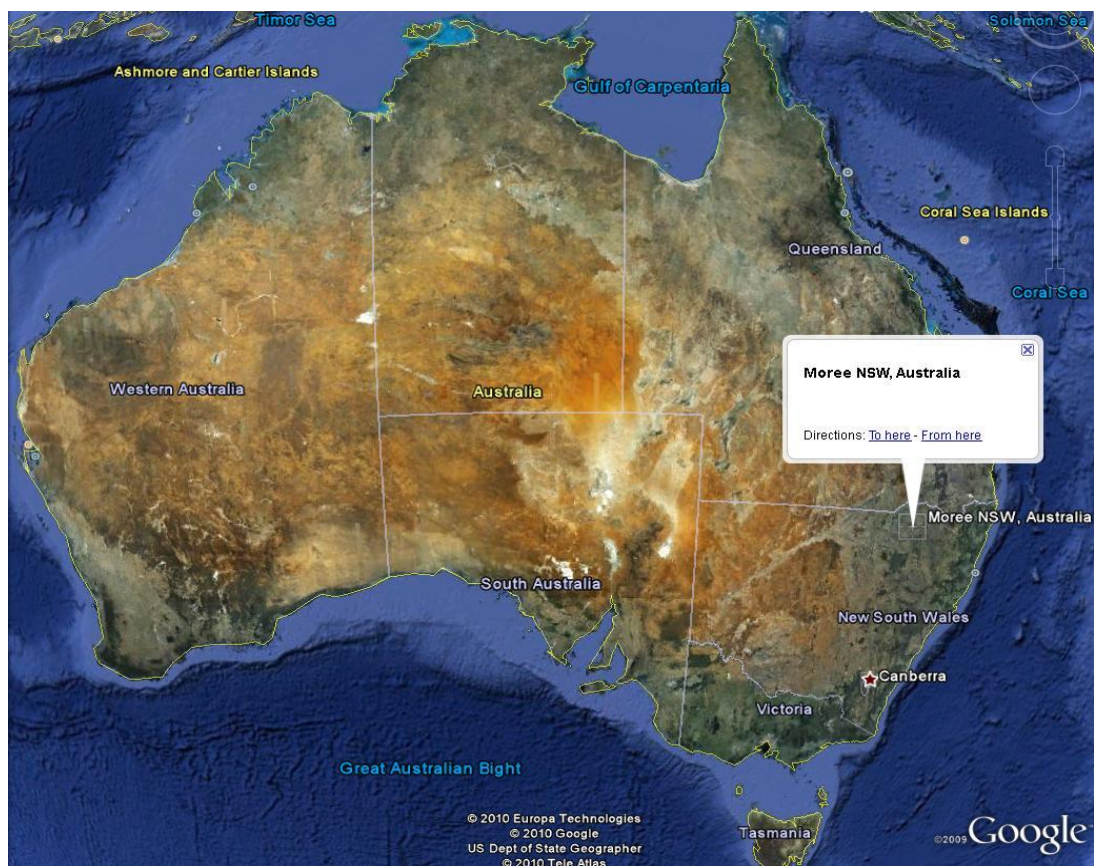 Timor Sea
Solomon Sea
Ashmore and Cartier Islands
Gulf of Carpentaria
Coral Sea Islands
Queensland
Coral Sea
Moree NSW, Australia
Western Australia
Australia
Directions: To here - From here
Moree NSW, Australia
South Australia
New South Wales
Canberra
Victoria
Great Australian Bight
© 2010 Europa Technologies
© 2010 Google
US Dept of State Geographer
© 2010 Tele Atlas
Tasmania
©2009 Google